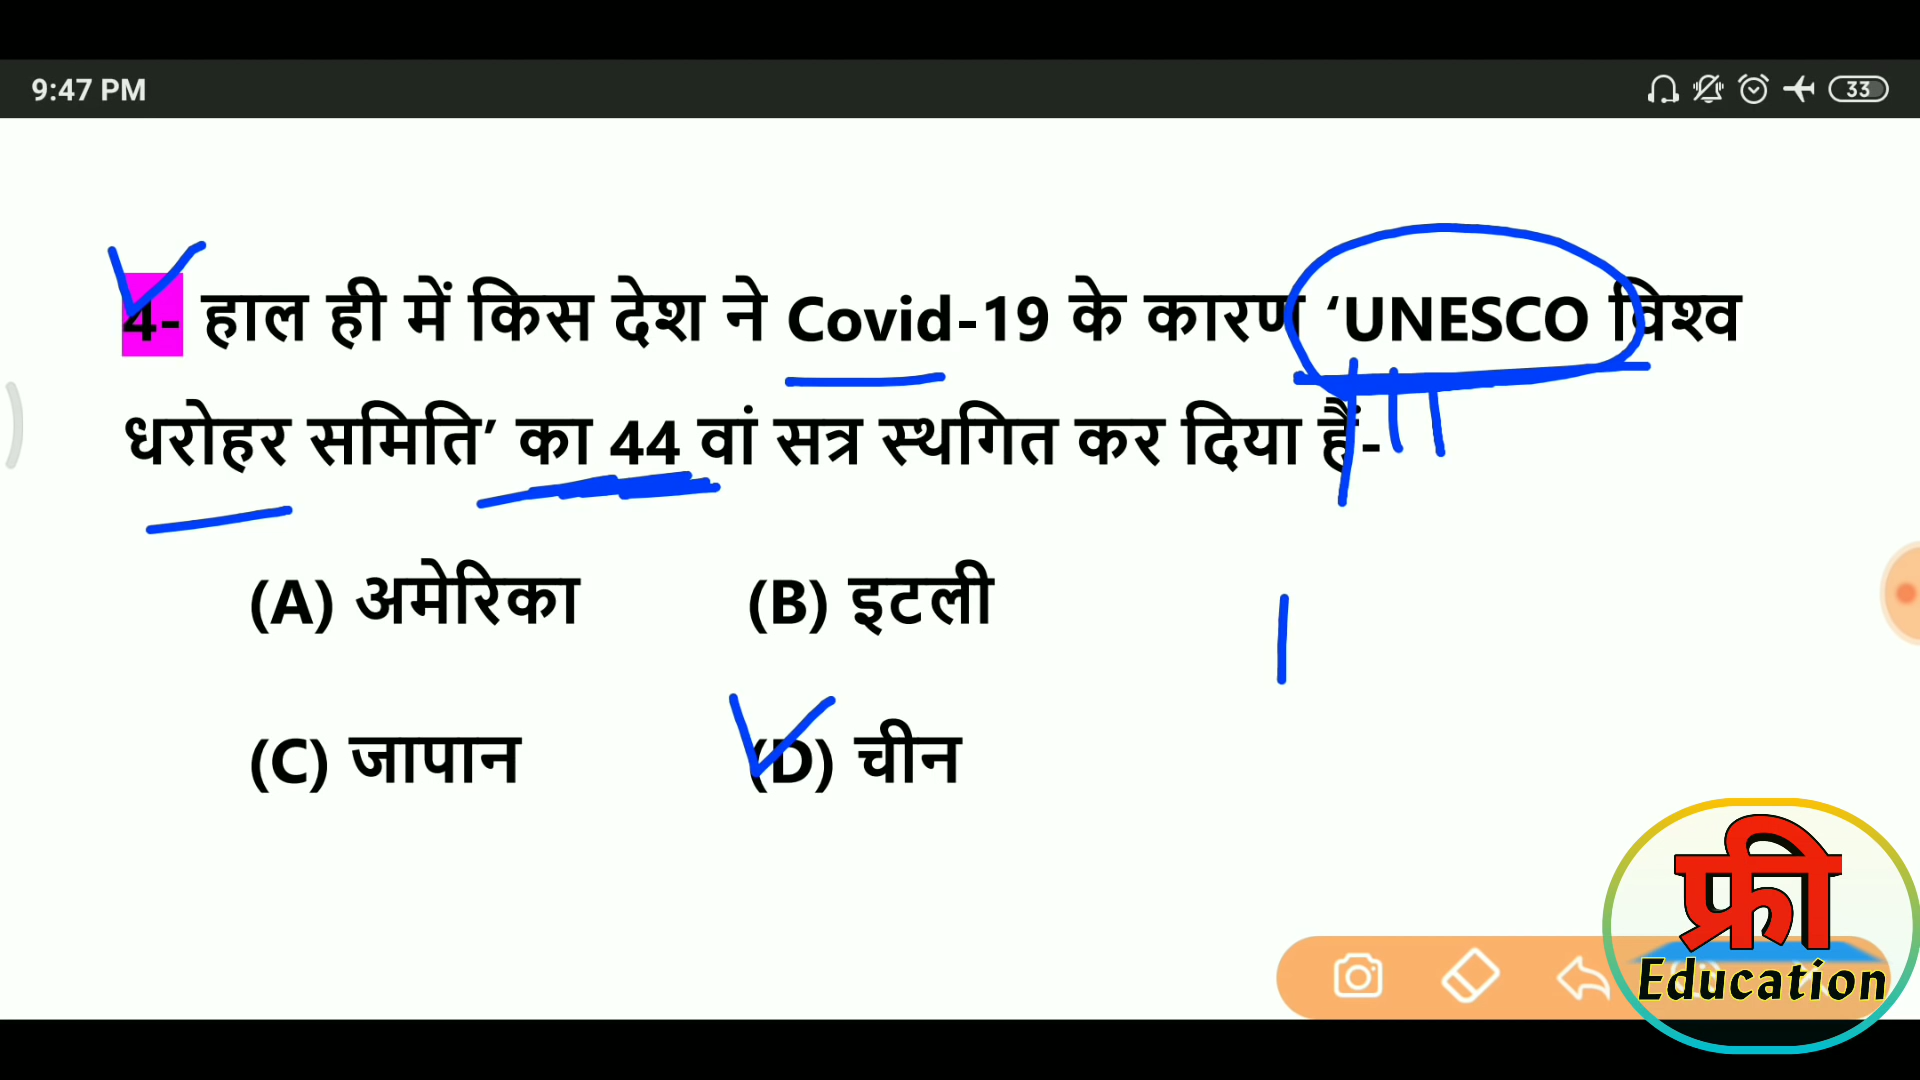 9:47 PM
33
4- हाल ही में किस देश ने Covid-19 के कारण ‘UNESCO विश्व
धरोहर समिति’ का 44 वां सत्र स्थगित कर दिया हैं-
(A) अमेरिका (B) इटली
(C) जापान (D) चीन
फ्री
Education